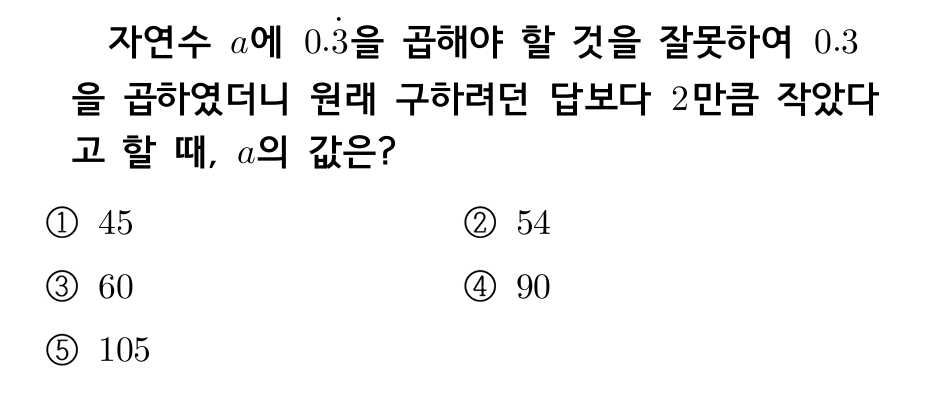 자연수 a에 0.3̇을 곱해야 할 것을 잘못하여 0.3
을 곱하였더니 원래 구하려던 답보다 2만큼 작았다
고 할 때, a의 값은?
① 45 ② 54
③ 60 ④ 90
⑤ 105